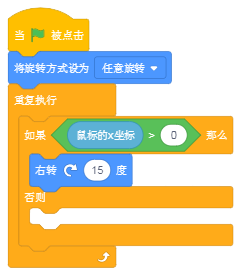 当 被点击
将旋转方式设为 任意旋转
重复执行
如果 鼠标的x坐标 > 0 那么
右转 15 度
否则